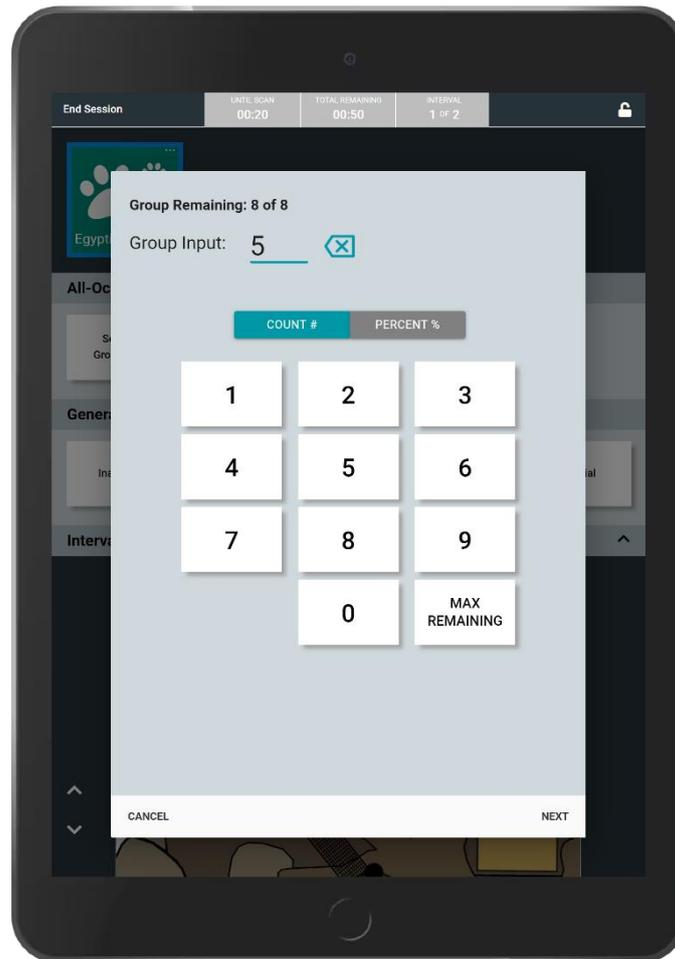 End Session
UNTIL SCAN
00:20
TOTAL REMAINING
00:50
INTERVAL
1 OF 2
Group Remaining: 8 of 8
Group Input: 5
COUNT #
PERCENT %
1 2 3
4 5 6
7 8 9
0 MAX REMAINING
CANCEL
NEXT